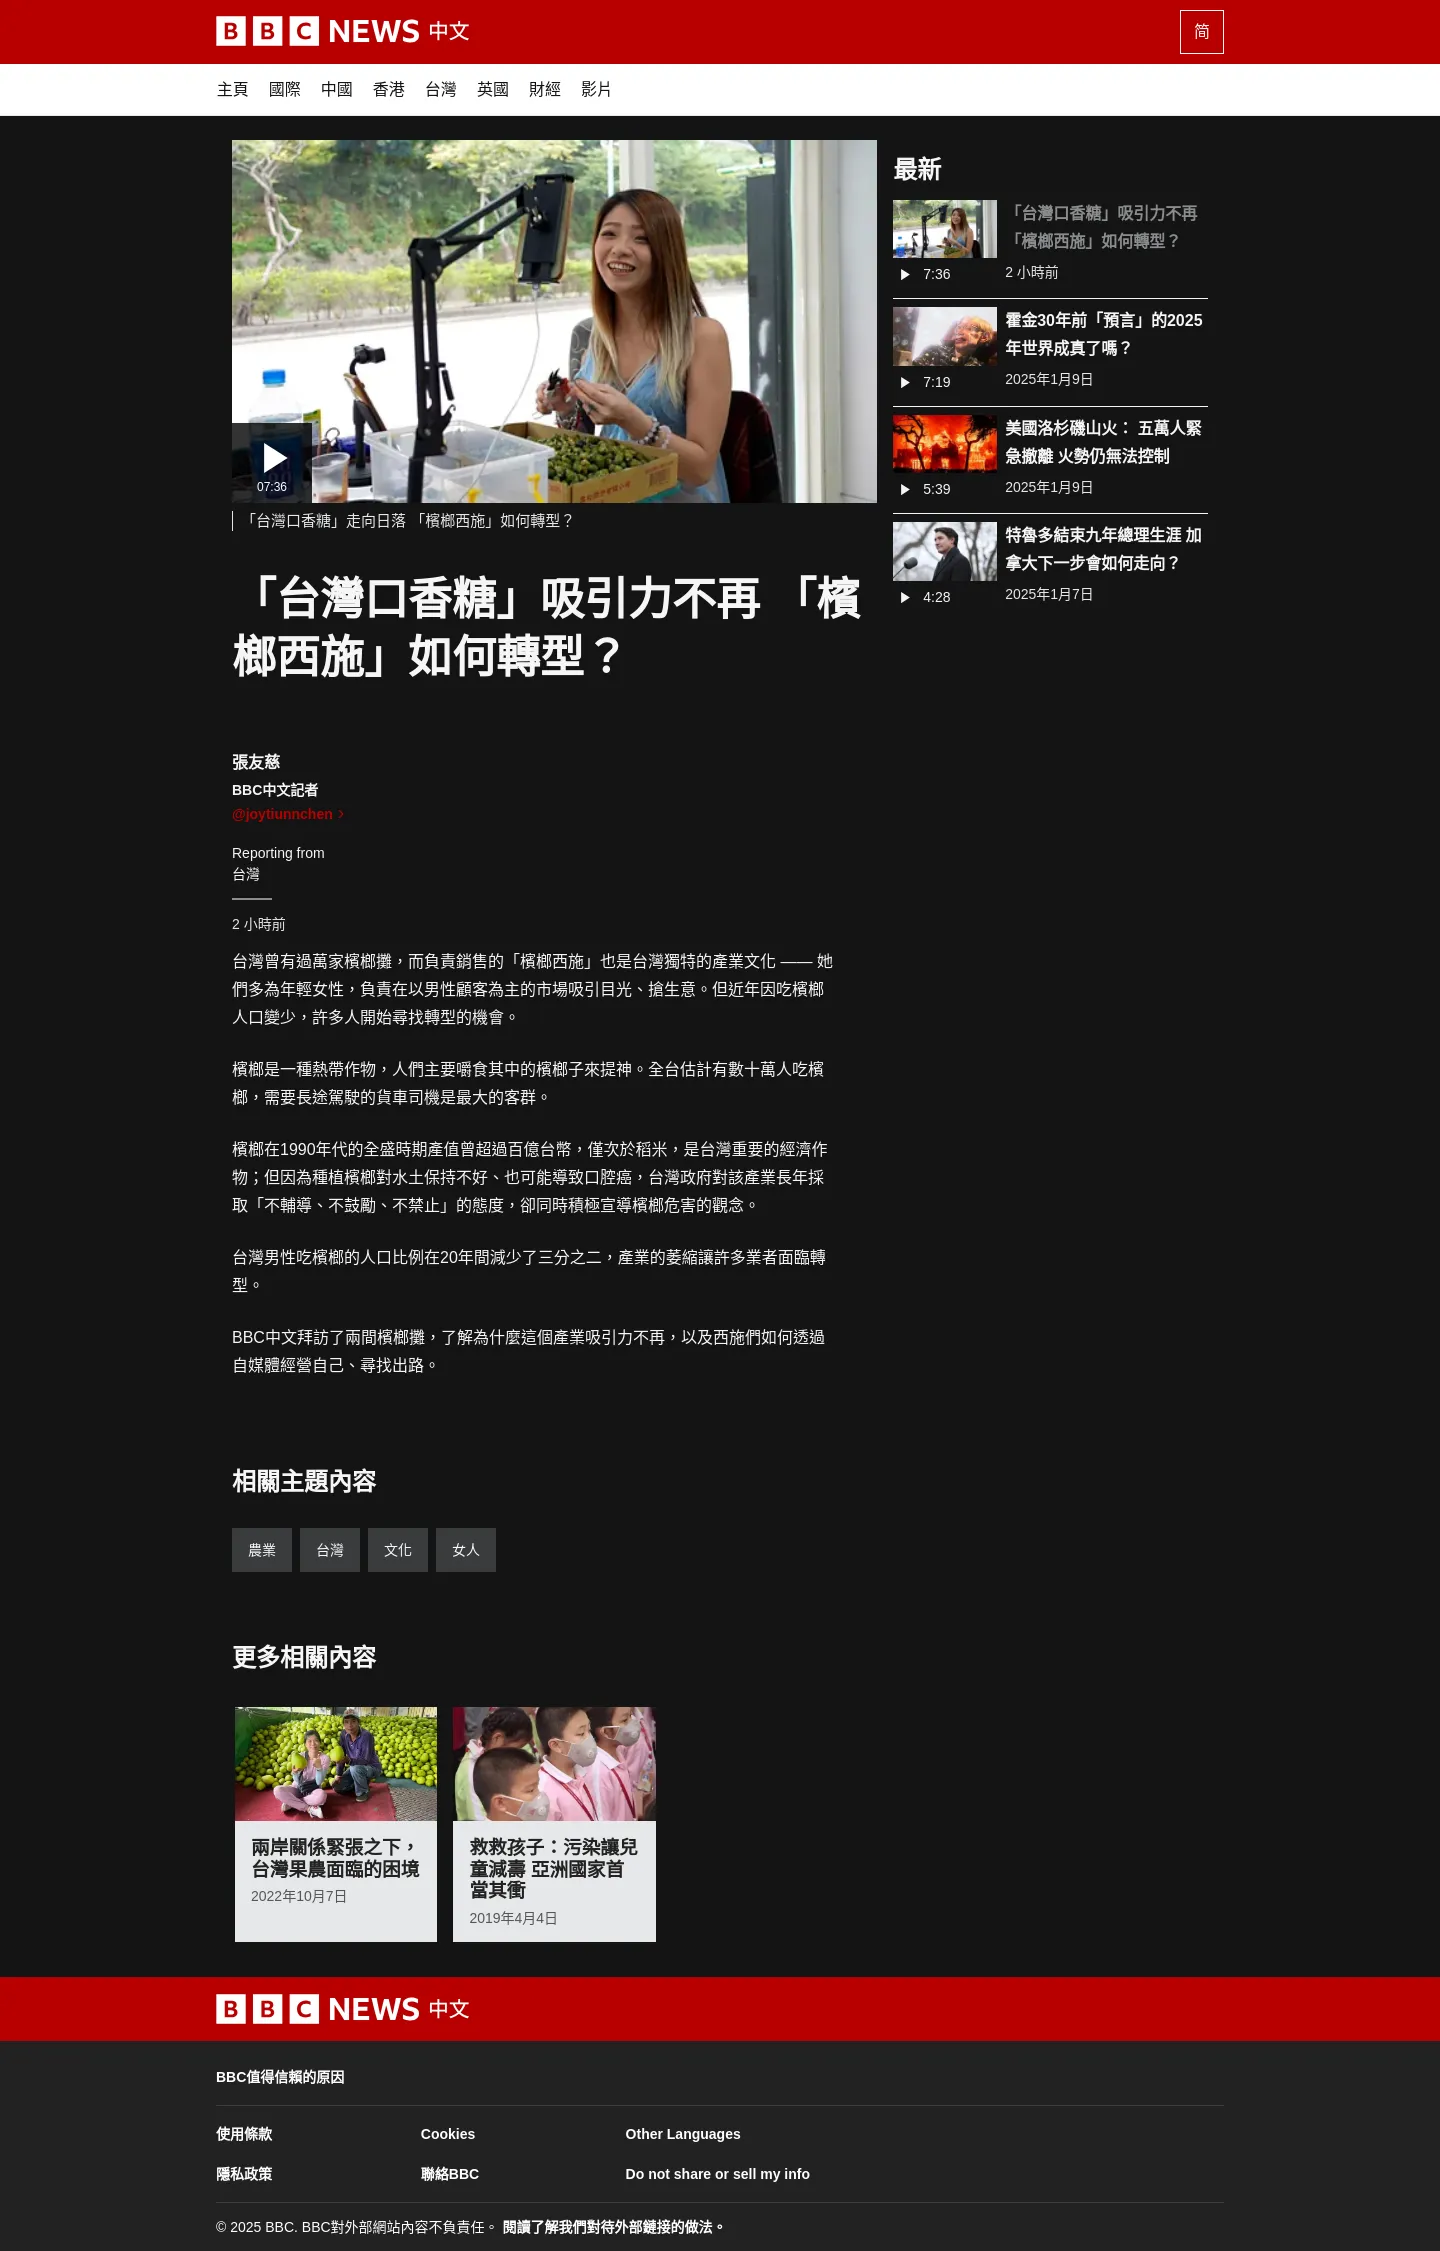 BBC NEWS 中文
简
主頁 國際 中國 香港 台灣 英國 財經 影片
07:36
「台灣口香糖」走向日落 「檳榔西施」如何轉型？
「台灣口香糖」吸引力不再 「檳
榔西施」如何轉型？
張友慈
BBC中文記者
@joytiunnchen
Reporting from
台灣
2 小時前
台灣曾有過萬家檳榔攤，而負責銷售的「檳榔西施」也是台灣獨特的產業文化 —— 她
們多為年輕女性，負責在以男性顧客為主的市場吸引目光、搶生意。但近年因吃檳榔
人口變少，許多人開始尋找轉型的機會。
檳榔是一種熱帶作物，人們主要嚼食其中的檳榔子來提神。全台估計有數十萬人吃檳
榔，需要長途駕駛的貨車司機是最大的客群。
檳榔在1990年代的全盛時期產值曾超過百億台幣，僅次於稻米，是台灣重要的經濟作
物；但因為種植檳榔對水土保持不好、也可能導致口腔癌，台灣政府對該產業長年採
取「不輔導、不鼓勵、不禁止」的態度，卻同時積極宣導檳榔危害的觀念。
台灣男性吃檳榔的人口比例在20年間減少了三分之二，產業的萎縮讓許多業者面臨轉
型。
BBC中文拜訪了兩間檳榔攤，了解為什麼這個產業吸引力不再，以及西施們如何透過
自媒體經營自己、尋找出路。
最新
「台灣口香糖」吸引力不再
「檳榔西施」如何轉型？
7:36
2 小時前
霍金30年前「預言」的2025
年世界成真了嗎？
7:19
2025年1月9日
美國洛杉磯山火： 五萬人緊
急撤離 火勢仍無法控制
5:39
2025年1月9日
特魯多結束九年總理生涯 加
拿大下一步會如何走向？
4:28
2025年1月7日
相關主題內容
農業 台灣 文化 女人
更多相關內容
兩岸關係緊張之下，
台灣果農面臨的困境
2022年10月7日
救救孩子：污染讓兒
童減壽 亞洲國家首
當其衝
2019年4月4日
BBC NEWS 中文
BBC值得信賴的原因
使用條款 Cookies Other Languages
隱私政策 聯絡BBC Do not share or sell my info
© 2025 BBC. BBC對外部網站內容不負責任。 閱讀了解我們對待外部鏈接的做法。